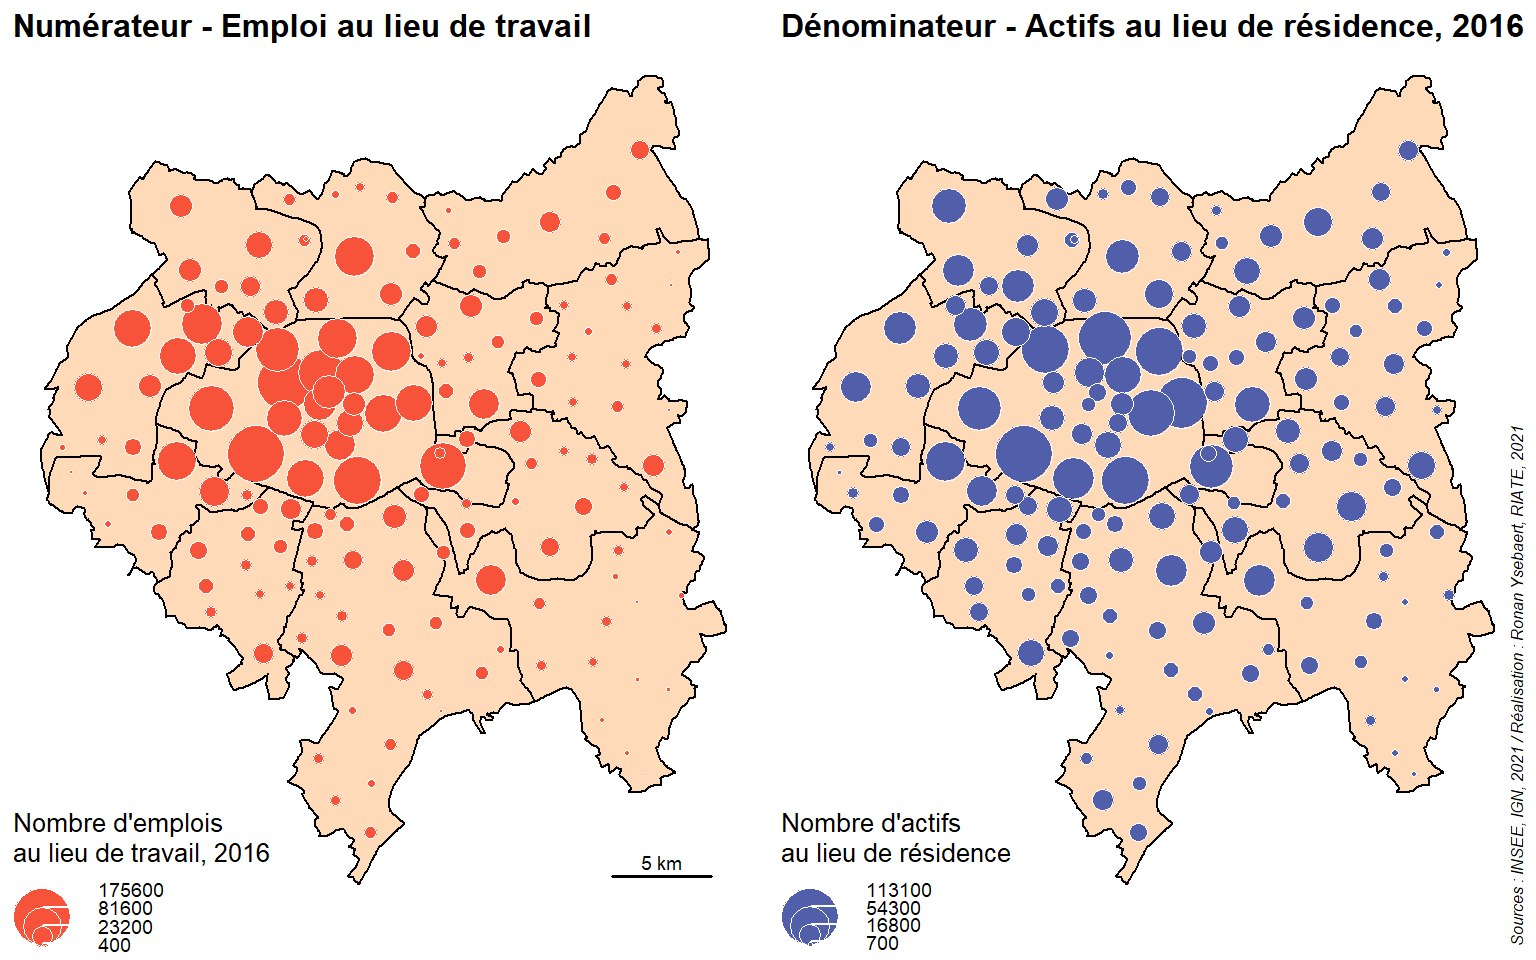 Numérateur - Emploi au lieu de travail
Dénominateur - Actifs au lieu de résidence, 2016
Nombre d'emplois
au lieu de travail, 2016
175600
81600
23200
400
5 km
Nombre d'actifs
au lieu de résidence
113100
54300
16800
700
Sources : INSEE, IGN, 2021 / Réalisation : Ronan Ysebaert, RIATE, 2021